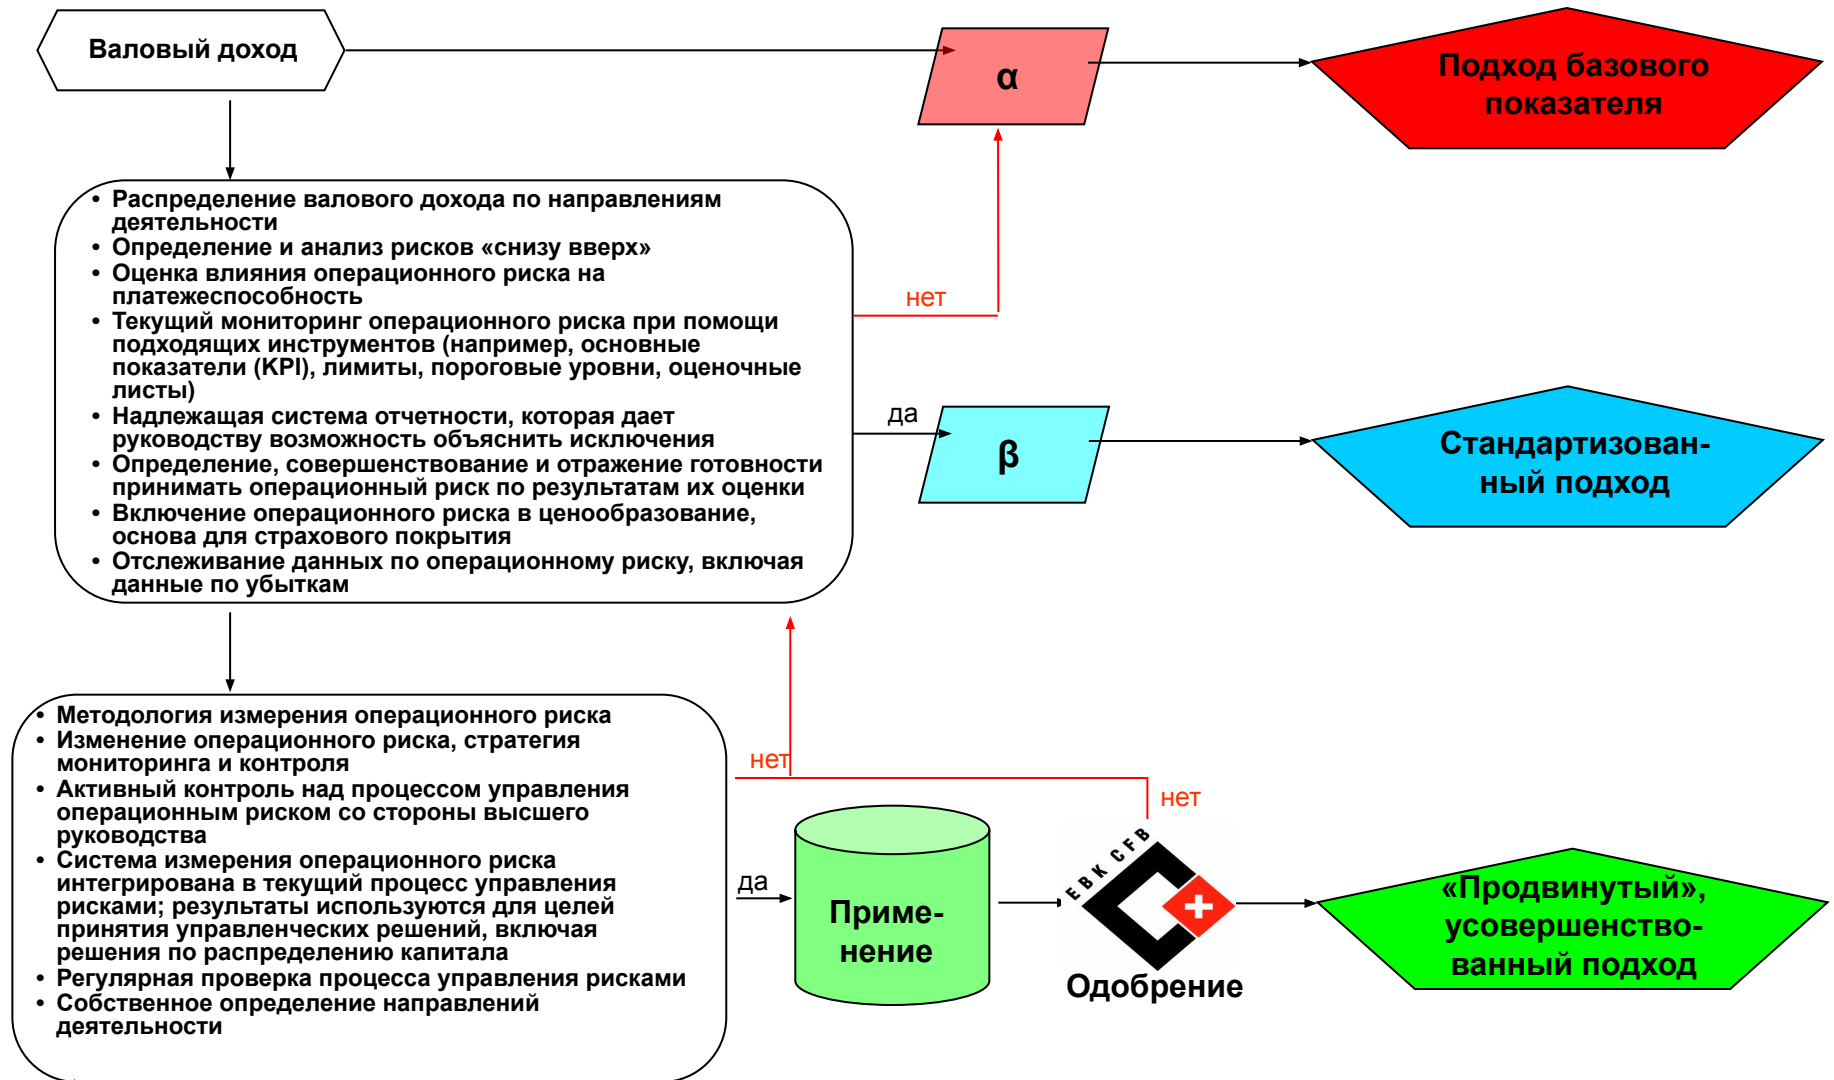 Валовый доход
α
Подход базового
показателя
• Распределение валового дохода по направлениям
деятельности
• Определение и анализ рисков «снизу вверх»
• Оценка влияния операционного риска на
платежеспособность
• Текущий мониторинг операционного риска при помощи
подходящих инструментов (например, основные
показатели (KPI), лимиты, пороговые уровни, оценочные
листы)
• Надлежащая система отчетности, которая дает
руководству возможность объяснить исключения
• Определение, совершенствование и отражение готовности
принимать операционный риск по результатам их оценки
• Включение операционного риска в ценообразование,
основа для страхового покрытия
• Отслеживание данных по операционному риску, включая
данные по убыткам
нет
да
β
Стандартизован-
ный подход
• Методология измерения операционного риска
• Изменение операционного риска, стратегия
мониторинга и контроля
• Активный контроль над процессом управления
операционным риском со стороны высшего
руководства
• Система измерения операционного риска
интегрирована в текущий процесс управления
рисками; результаты используются для целей
принятия управленческих решений, включая
решения по распределению капитала
• Регулярная проверка процесса управления рисками
• Собственное определение направлений
деятельности
нет
да
Приме-
нение
нет
EBK CFB
Одобрение
«Продвинутый»,
усовершенство-
ванный подход